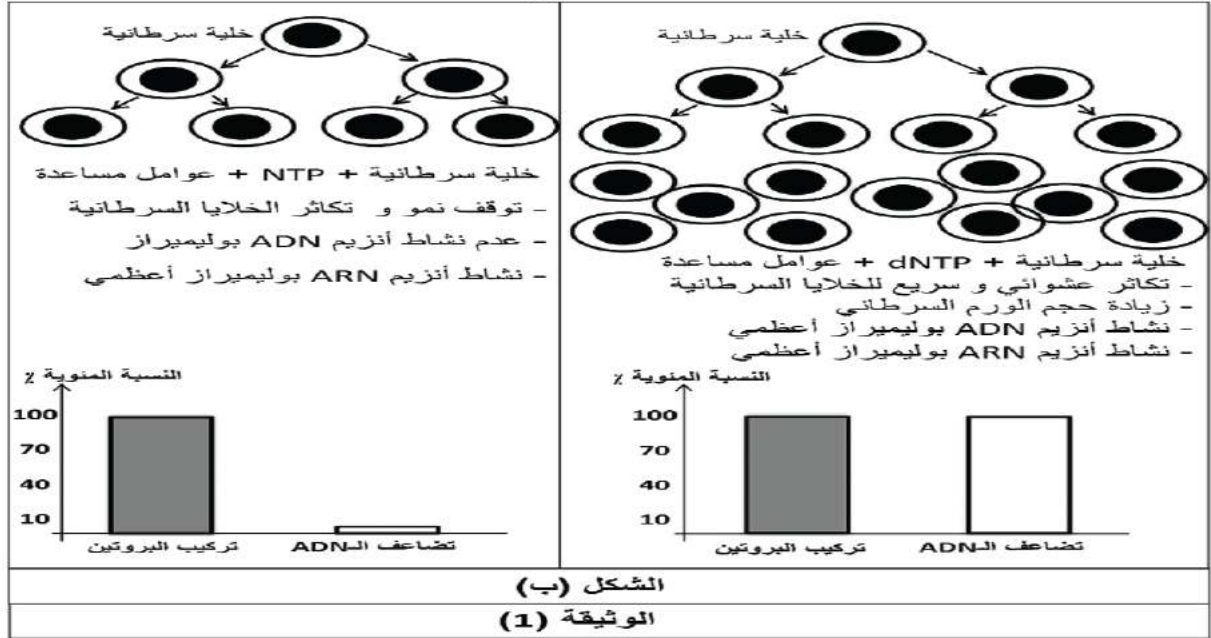 خلية سرطانية
خلية سرطانية + NTP + عوامل مساعدة
- توقف نمو و تكاثر الخلايا السرطانية
- عدم نشاط أنزيم ADN بوليميراز
- نشاط أنزيم ARN بوليميراز أعظمي
النسبة المئوية %
100
70
40
10
تركيب البروتين
تضاعف الـADN
خلية سرطانية
خلية سرطانية + dNTP + عوامل مساعدة
- تكاثر عشوائي و سريع للخلايا السرطانية
- زيادة حجم الورم السرطاني
- نشاط أنزيم ADN بوليميراز أعظمي
- نشاط أنزيم ARN بوليميراز أعظمي
النسبة المئوية %
100
70
40
10
تركيب البروتين
تضاعف الـADN
الشكل (ب)
الوثيقة (1)